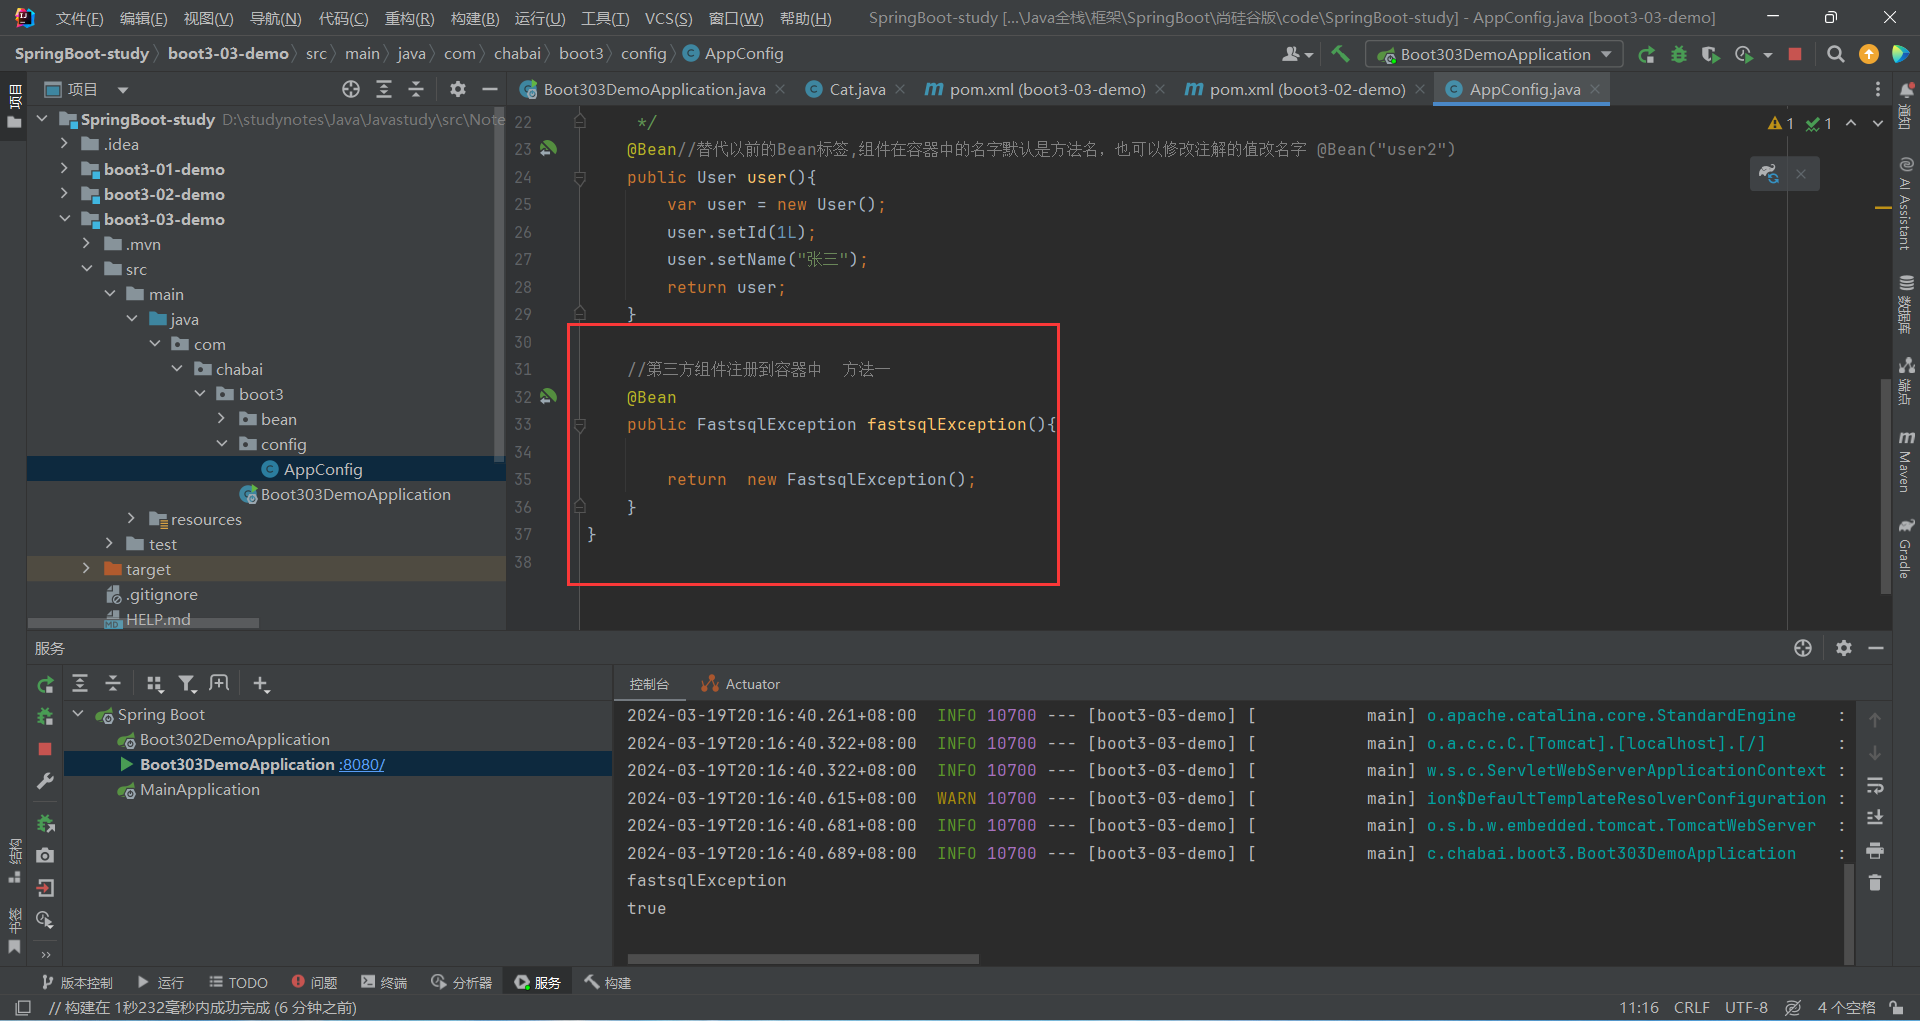 文件(F) 编辑(E) 视图(V) 导航(N) 代码(C) 重构(R) 构建(B) 运行(U) 工具(T) VCS(S) 窗口(W) 帮助(H) SpringBoot-study [...\Java全栈\框架\SpringBoot\尚硅谷版\code\SpringBoot-study] - AppConfig.java [boot3-03-demo]
SpringBoot-study boot3-03-demo src main java com chabai boot3 config AppConfig Boot303DemoApplication
项目 Boot303DemoApplication.java Cat.java pom.xml (boot3-03-demo) pom.xml (boot3-02-demo) AppConfig.java
项目
SpringBoot-study D:\studynotes\Java\Javastudy\src\Note
.idea
boot3-01-demo
boot3-02-demo
boot3-03-demo
.mvn
src
main
java
com
chabai
boot3
bean
config
AppConfig
Boot303DemoApplication
resources
test
target
.gitignore
HELP.md
22 */
23 @Bean//替代以前的Bean标签,组件在容器中的名字默认是方法名，也可以修改注解的值改名字 @Bean("user2")
24 public User user(){
25 var user = new User();
26 user.setId(1L);
27 user.setName("张三");
28 return user;
29 }
30
31 //第三方组件注册到容器中 方法一
32 @Bean
33 public FastsqlException fastsqlException(){
34
35 return new FastsqlException();
36 }
37 }
38
1 1
通知
AI Assistant
数据库
端点
Maven
Gradle
服务
控制台 Actuator
Spring Boot
Boot302DemoApplication
Boot303DemoApplication :8080/
MainApplication
2024-03-19T20:16:40.261+08:00 INFO 10700 --- [boot3-03-demo] [ main] o.apache.catalina.core.StandardEngine :
2024-03-19T20:16:40.322+08:00 INFO 10700 --- [boot3-03-demo] [ main] o.a.c.c.C.[Tomcat].[localhost].[/] :
2024-03-19T20:16:40.322+08:00 INFO 10700 --- [boot3-03-demo] [ main] w.s.c.ServletWebServerApplicationContext :
2024-03-19T20:16:40.615+08:00 WARN 10700 --- [boot3-03-demo] [ main] ion$DefaultTemplateResolverConfiguration :
2024-03-19T20:16:40.681+08:00 INFO 10700 --- [boot3-03-demo] [ main] o.s.b.w.embedded.tomcat.TomcatWebServer :
2024-03-19T20:16:40.689+08:00 INFO 10700 --- [boot3-03-demo] [ main] c.chabai.boot3.Boot303DemoApplication :
fastsqlException
true
结构
书签
版本控制 运行 TODO 问题 终端 分析器 服务 构建
// 构建在 1秒232毫秒内成功完成 (6 分钟之前) 11:16 CRLF UTF-8 4 个空格